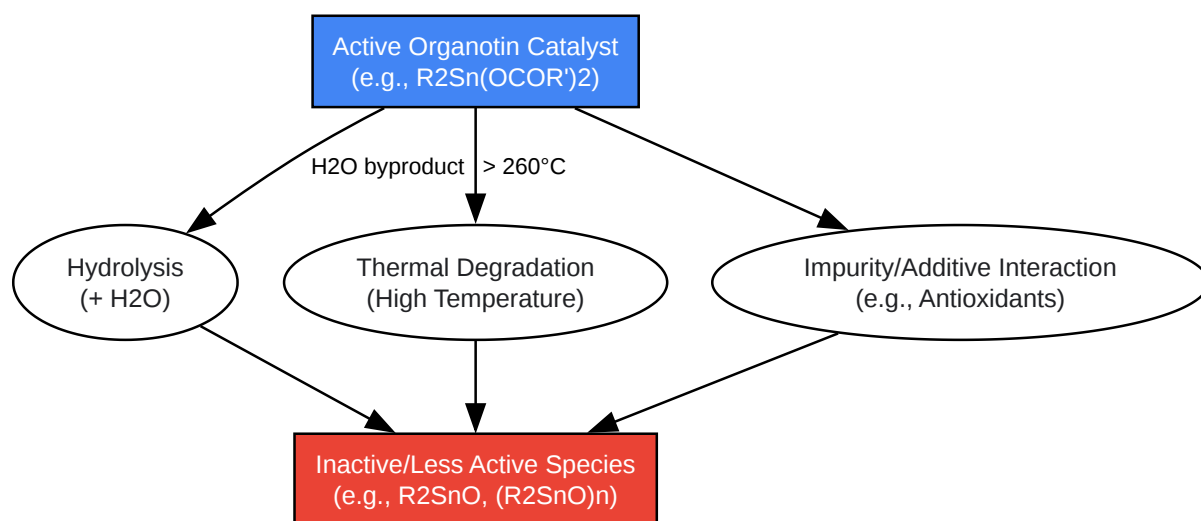 Active Organotin Catalyst
(e.g., R2Sn(OCOR')2)
H2O byproduct
> 260°C
Hydrolysis
(+ H2O)
Thermal Degradation
(High Temperature)
Impurity/Additive Interaction
(e.g., Antioxidants)
Inactive/Less Active Species
(e.g., R2SnO, (R2SnO)n)